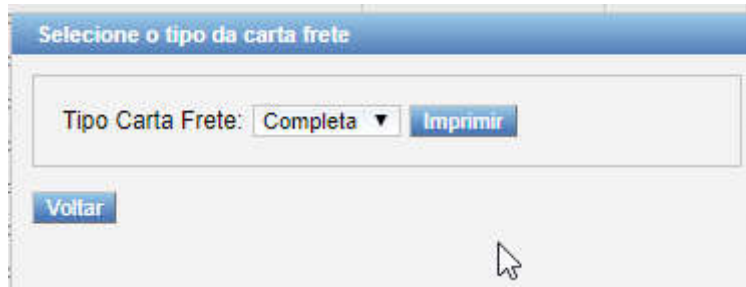 Selecione o tipo da carta frete
Tipo Carta Frete: Completa ▼ Imprimir
Voltar